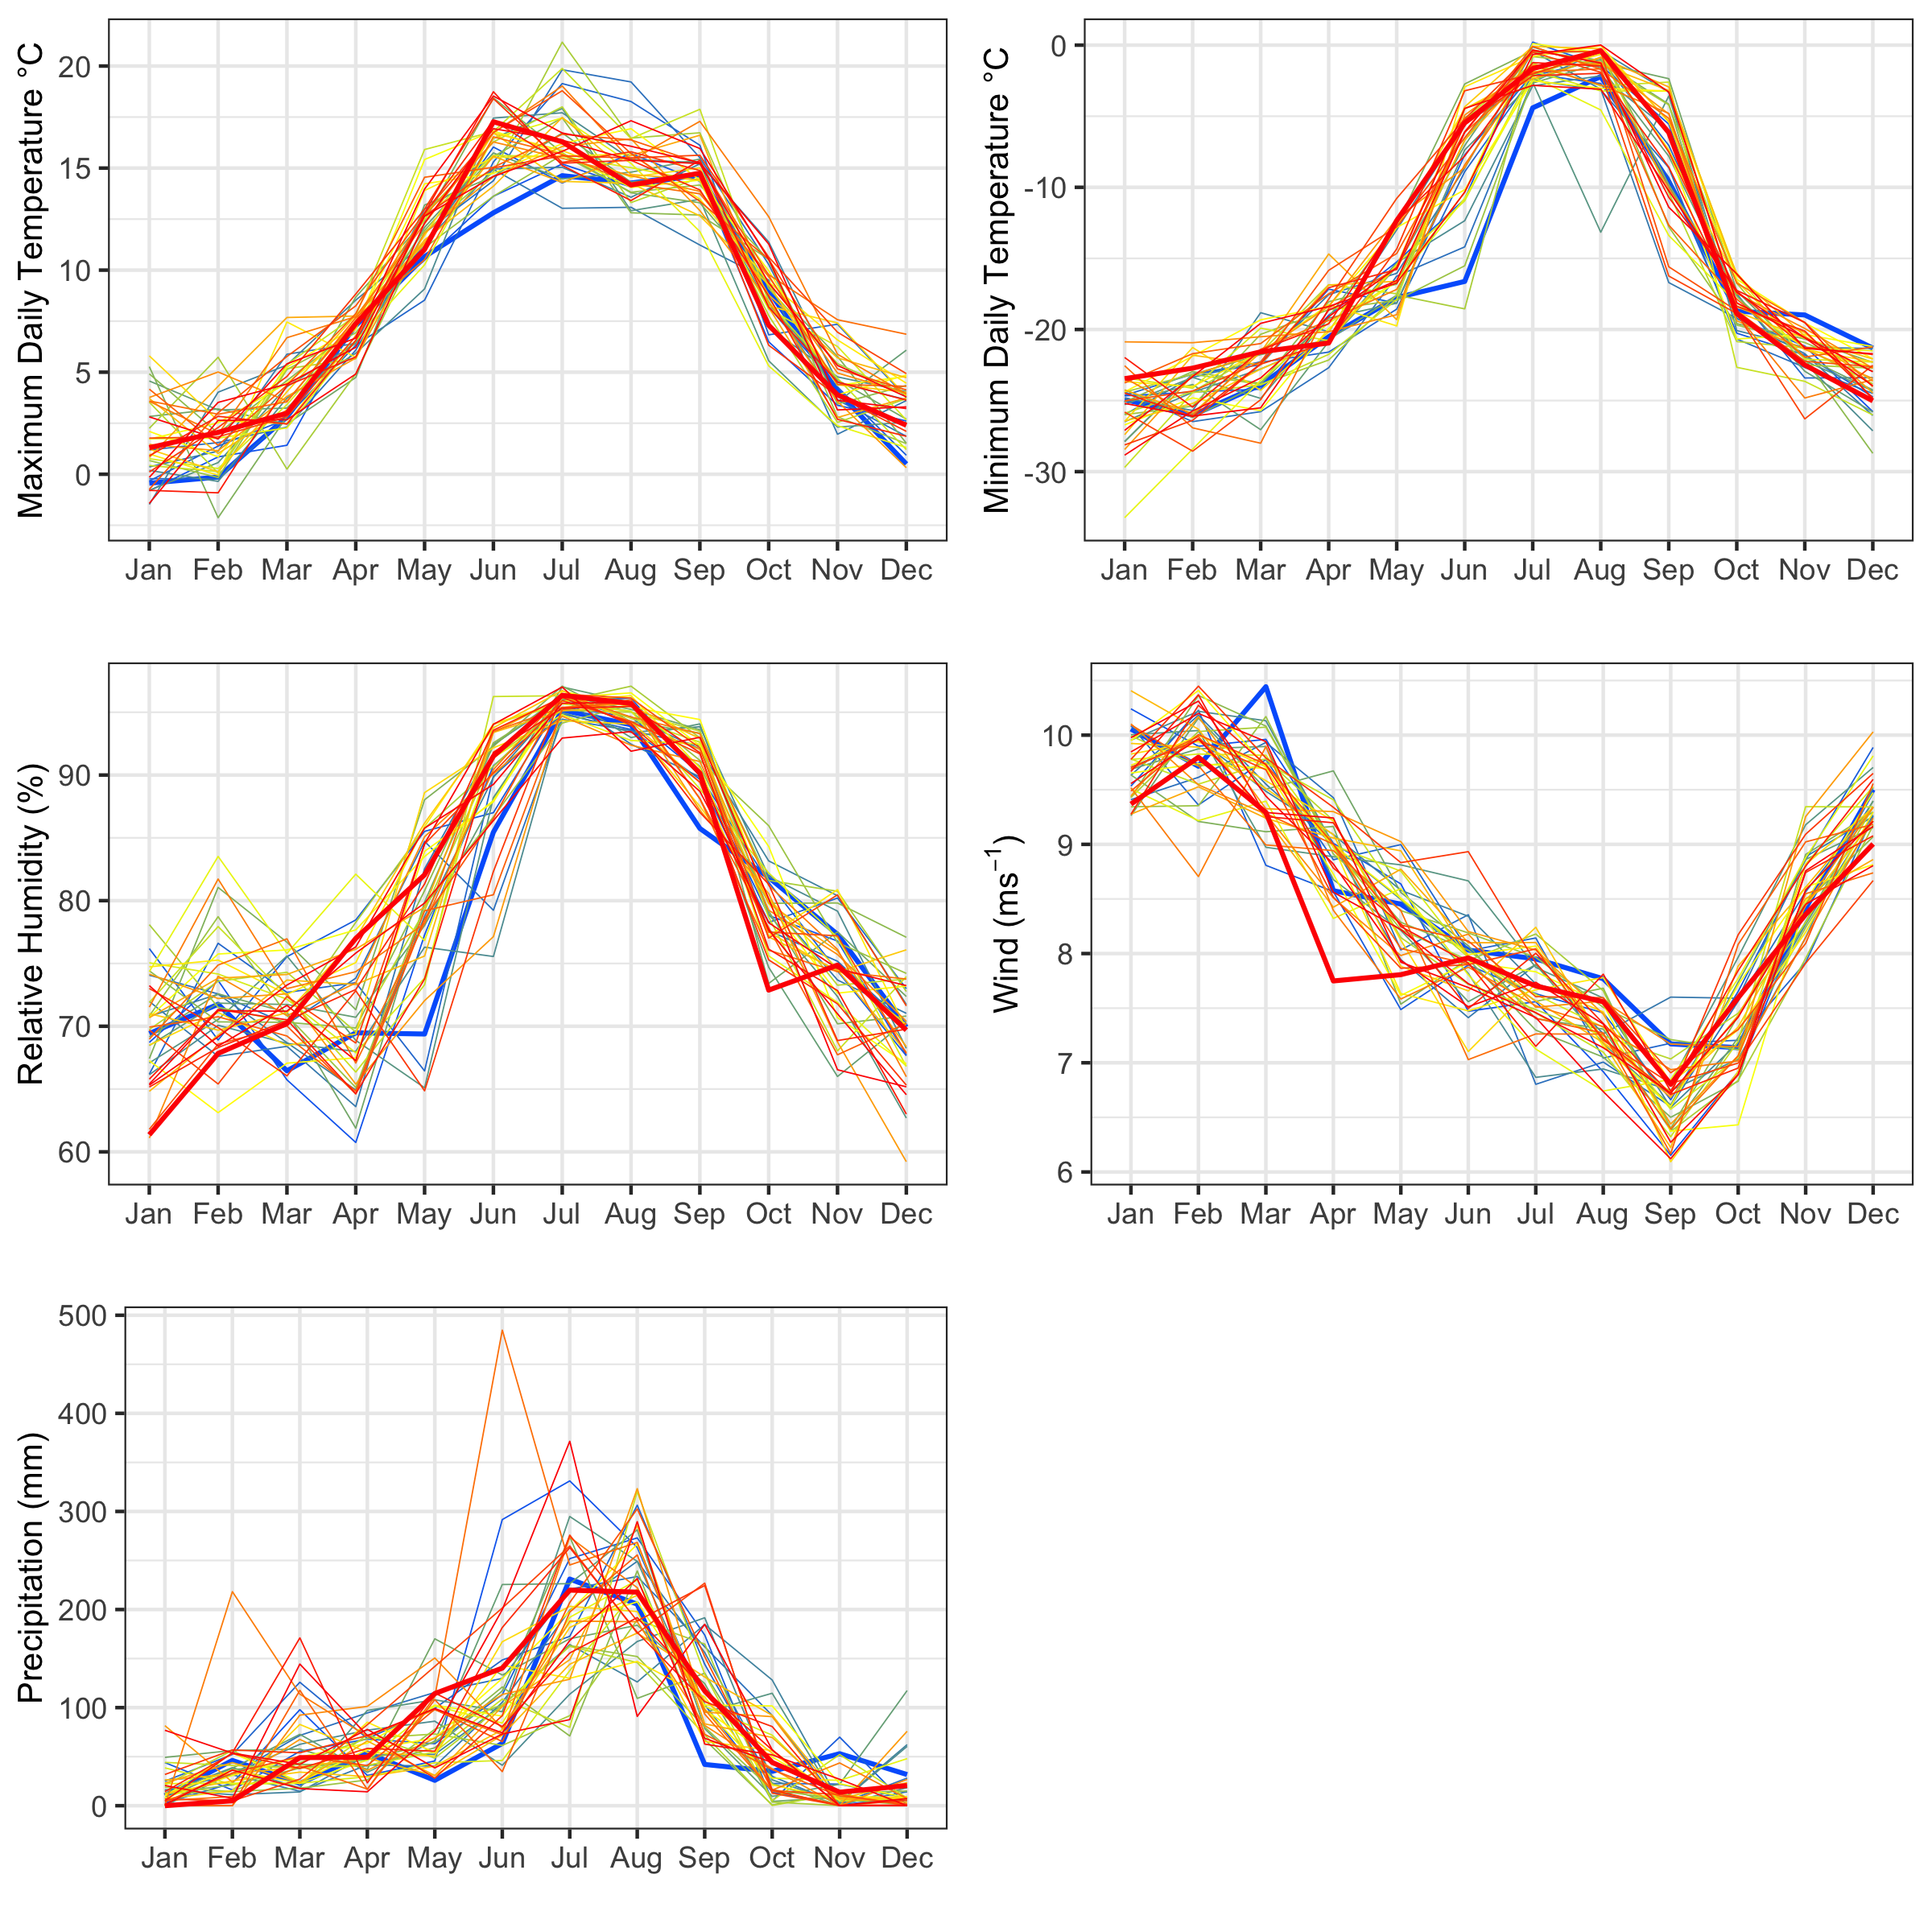 Maximum Daily Temperature °C
20
15
10
5
0
Jan Feb Mar Apr May Jun Jul Aug Sep Oct Nov Dec
Minimum Daily Temperature °C
0
-10
-20
-30
Jan Feb Mar Apr May Jun Jul Aug Sep Oct Nov Dec
Relative Humidity (%)
90
80
70
60
Jan Feb Mar Apr May Jun Jul Aug Sep Oct Nov Dec
Wind (ms⁻¹)
10
9
8
7
6
Jan Feb Mar Apr May Jun Jul Aug Sep Oct Nov Dec
Precipitation (mm)
500
400
300
200
100
0
Jan Feb Mar Apr May Jun Jul Aug Sep Oct Nov Dec